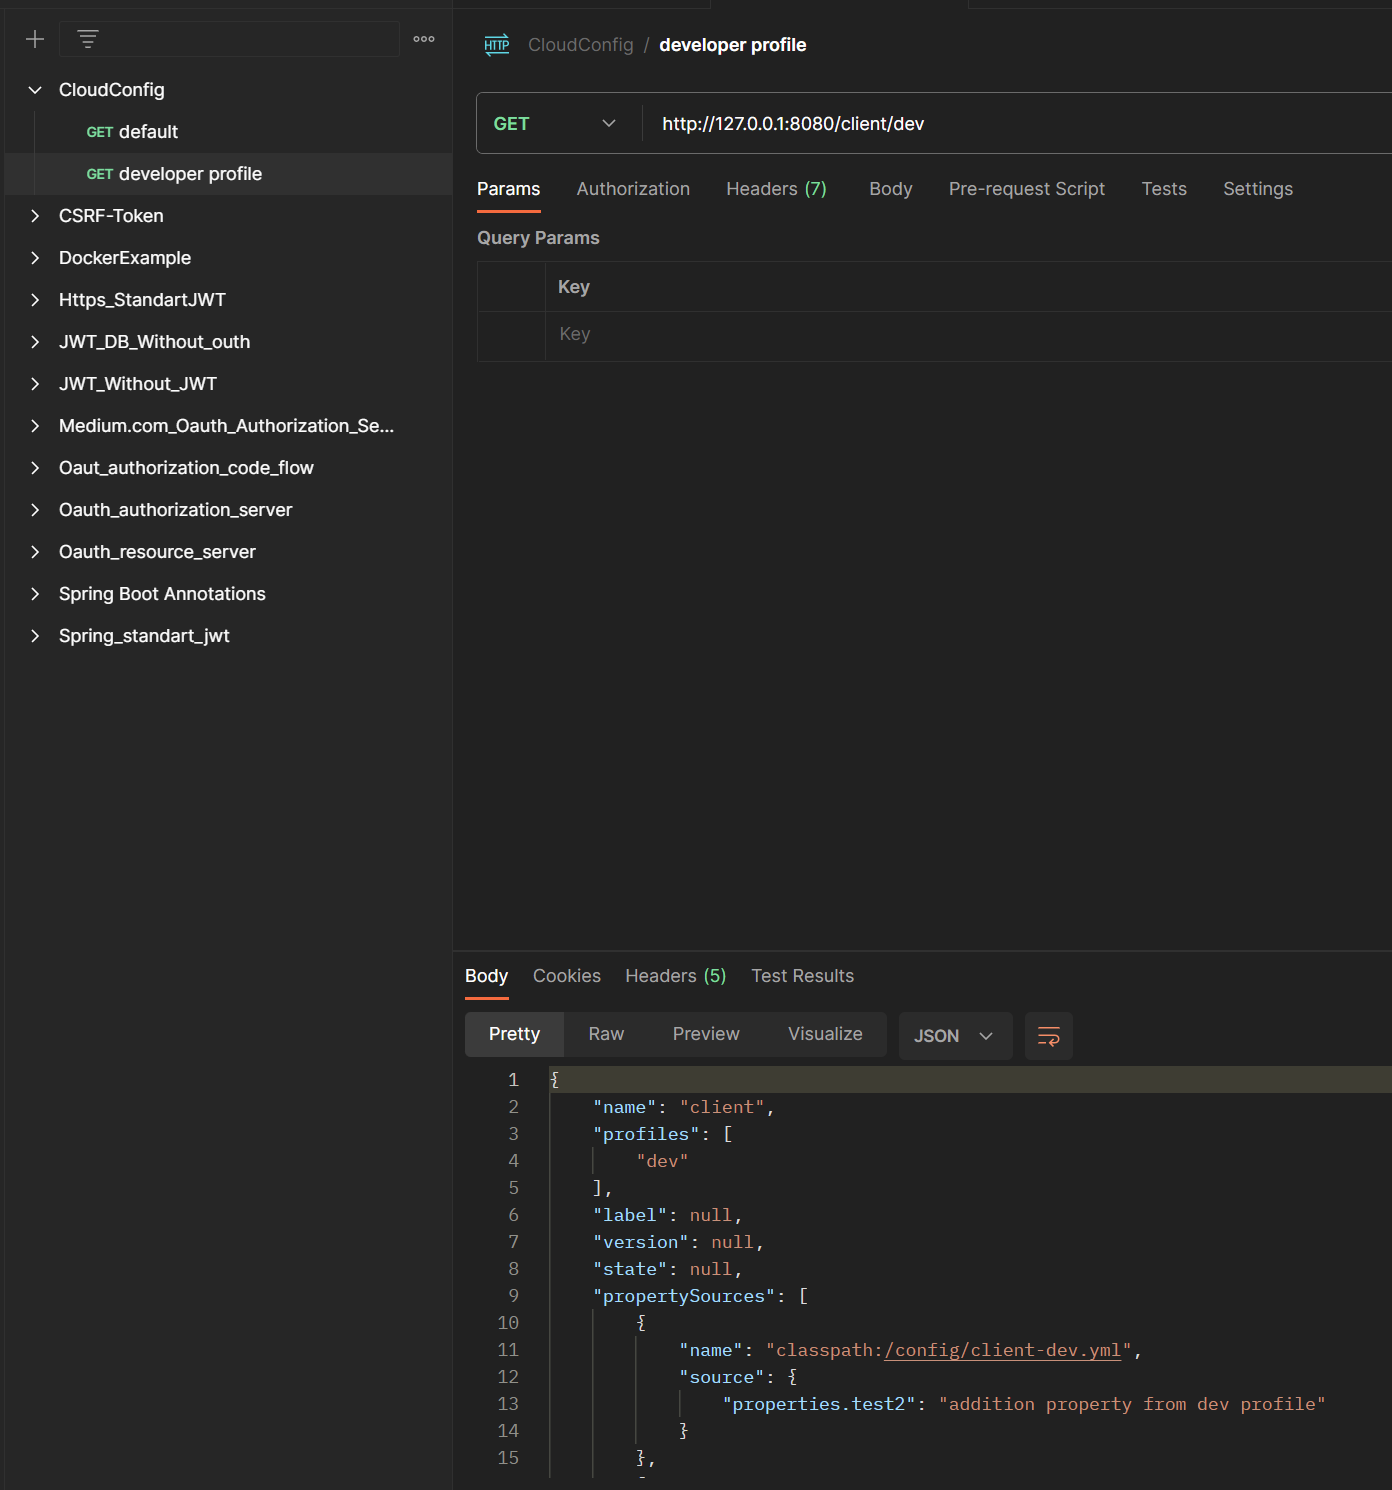 CloudConfig
GET default
GET developer profile
CSRF-Token
DockerExample
Https_StandartJWT
JWT_DB_Without_outh
JWT_Without_JWT
Medium.com_Oauth_Authorization_Se...
Oaut_authorization_code_flow
Oauth_authorization_server
Oauth_resource_server
Spring Boot Annotations
Spring_standart_jwt
HTTP CloudConfig / developer profile
GET http://127.0.0.1:8080/client/dev
Params Authorization Headers (7) Body Pre-request Script Tests Settings
Query Params
Key
Key
Body Cookies Headers (5) Test Results
Pretty Raw Preview Visualize JSON
1 {
2 "name": "client",
3 "profiles": [
4 "dev"
5 ],
6 "label": null,
7 "version": null,
8 "state": null,
9 "propertySources": [
10 {
11 "name": "classpath:/config/client-dev.yml",
12 "source": {
13 "properties.test2": "addition property from dev profile"
14 }
15 },